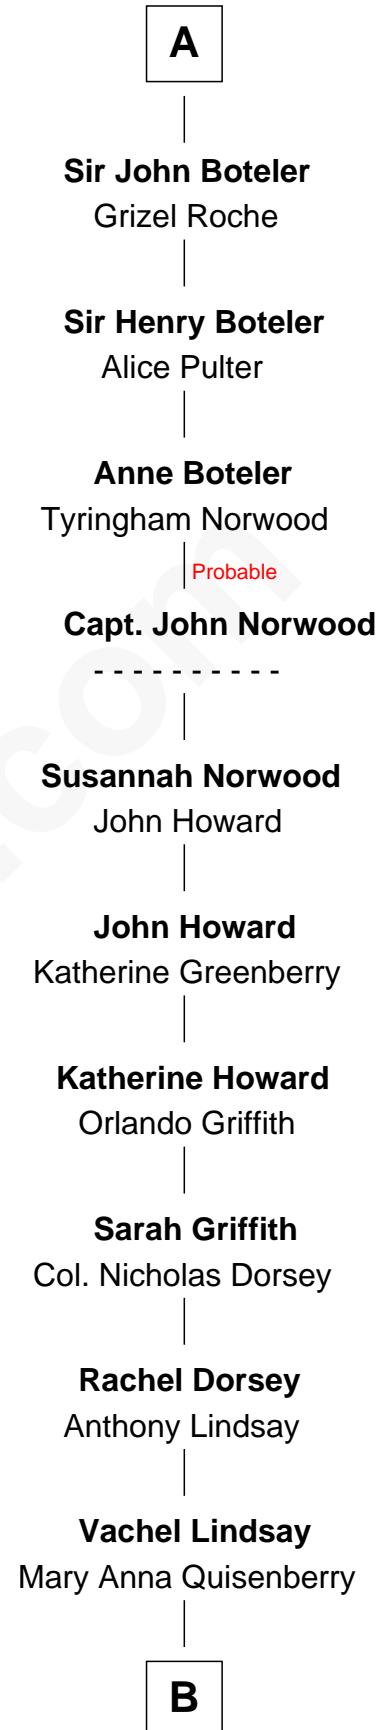 A
Sir John Boteler
Grizel Roche
Sir Henry Boteler
Alice Pulter
Anne Boteler
Tyringham Norwood
Probable
Capt. John Norwood
- - - - - - - - - -
Susannah Norwood
John Howard
John Howard
Katherine Greenberry
Katherine Howard
Orlando Griffith
Sarah Griffith
Col. Nicholas Dorsey
Rachel Dorsey
Anthony Lindsay
Vachel Lindsay
Mary Anna Quisenberry
B
.com